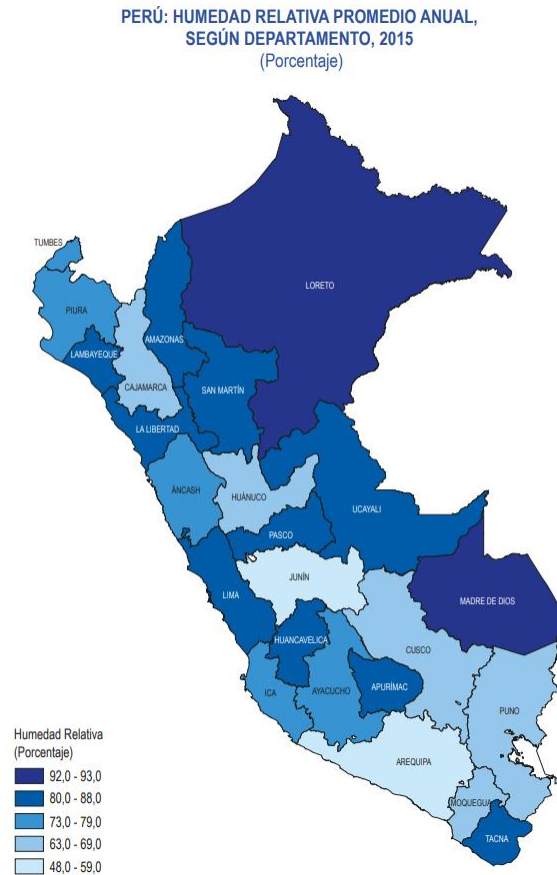 PERÚ: HUMEDAD RELATIVA PROMEDIO ANUAL,
SEGÚN DEPARTAMENTO, 2015
(Porcentaje)
TUMBES
LORETO
PIURA
AMAZONAS
LAMBAYEQUE
CAJAMARCA
SAN MARTÍN
LA LIBERTAD
ÁNCASH
HUÁNUCO
UCAYALI
PASCO
JUNÍN
LIMA
MADRE DE DIOS
HUANCAVELICA
CUSCO
ICA
AYACUCHO
APURÍMAC
PUNO
AREQUIPA
MOQUEGUA
TACNA
Humedad Relativa
(Porcentaje)
92,0 - 93,0
80,0 - 88,0
73,0 - 79,0
63,0 - 69,0
48,0 - 59,0